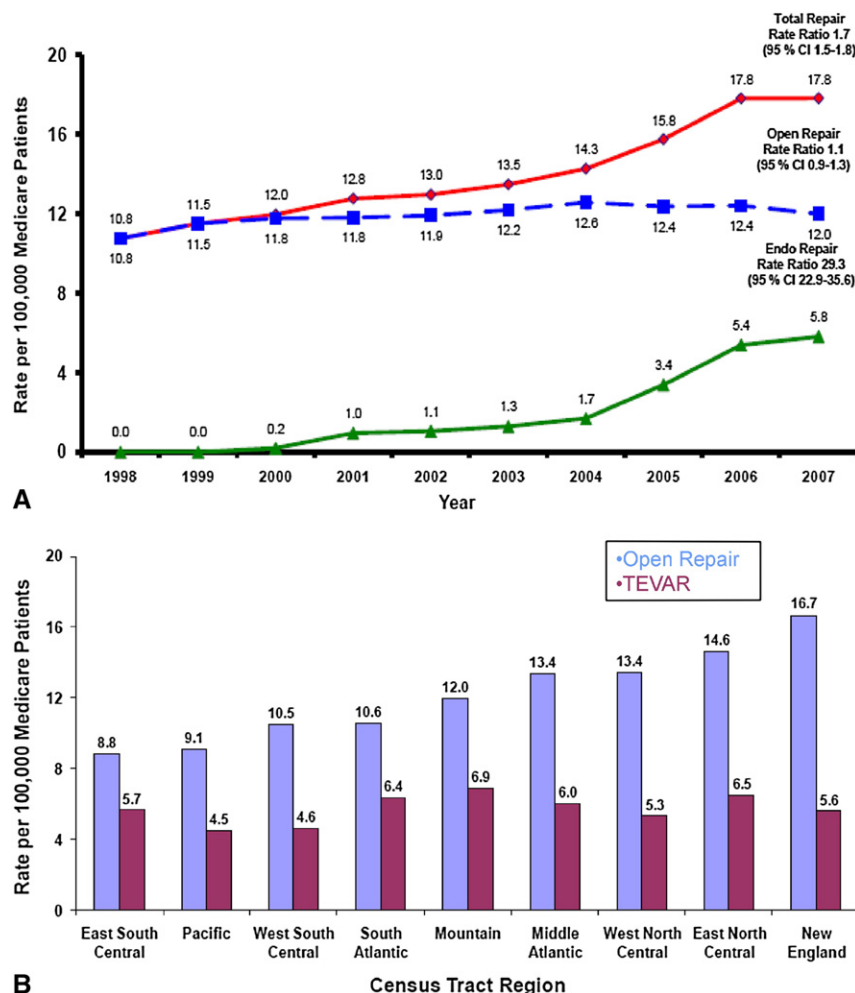 Total Repair
Rate Ratio 1.7
(95 % CI 1.5-1.8)
20
17.8 17.8
16
15.8
14.3
Open Repair
Rate Ratio 1.1
(95 % CI 0.9-1.3)
13.5
13.0
12.8
12.0
11.5
10.8
12
12.6
12.4 12.4
12.2
12.0
11.9
11.8 11.8
11.5
10.8
Endo Repair
Rate Ratio 29.3
(95 % CI 22.9-35.6)
8
5.8
5.4
4
3.4
1.7
1.3
1.1
1.0
0.2
0.0 0.0
0
Rate per 100,000 Medicare Patients
1998 1999 2000 2001 2002 2003 2004 2005 2006 2007
Year
A
20
•Open Repair
•TEVAR
16
16.7
14.6
13.4 13.4
12
12.0
10.6
10.5
9.1
8.8
8
6.9
6.5
6.4
6.0
5.7
5.6
5.3
4.6
4.5
4
0
Rate per 100,000 Medicare Patients
East South Central
Pacific
West South Central
South Atlantic
Mountain
Middle Atlantic
West North Central
East North Central
New England
Census Tract Region
B